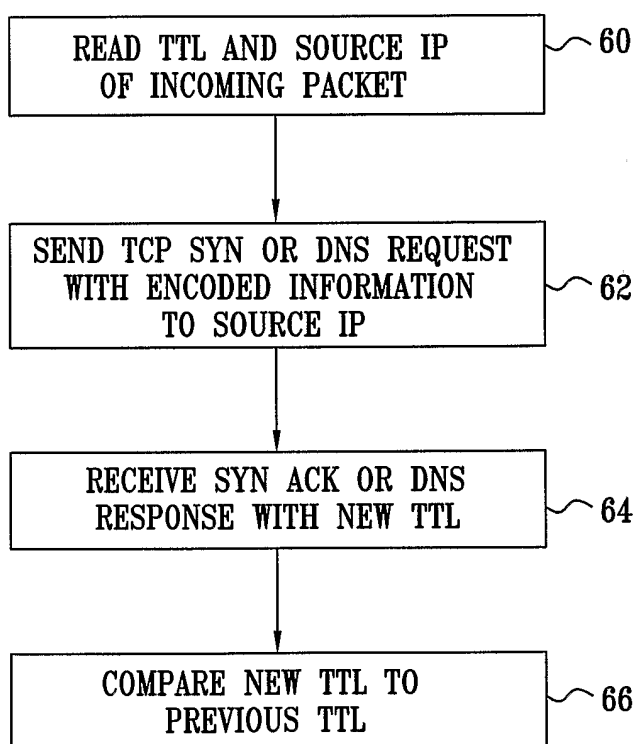 READ TTL AND SOURCE IP
OF INCOMING PACKET
60
SEND TCP SYN OR DNS REQUEST
WITH ENCODED INFORMATION
TO SOURCE IP
62
RECEIVE SYN ACK OR DNS
RESPONSE WITH NEW TTL
64
COMPARE NEW TTL TO
PREVIOUS TTL
66